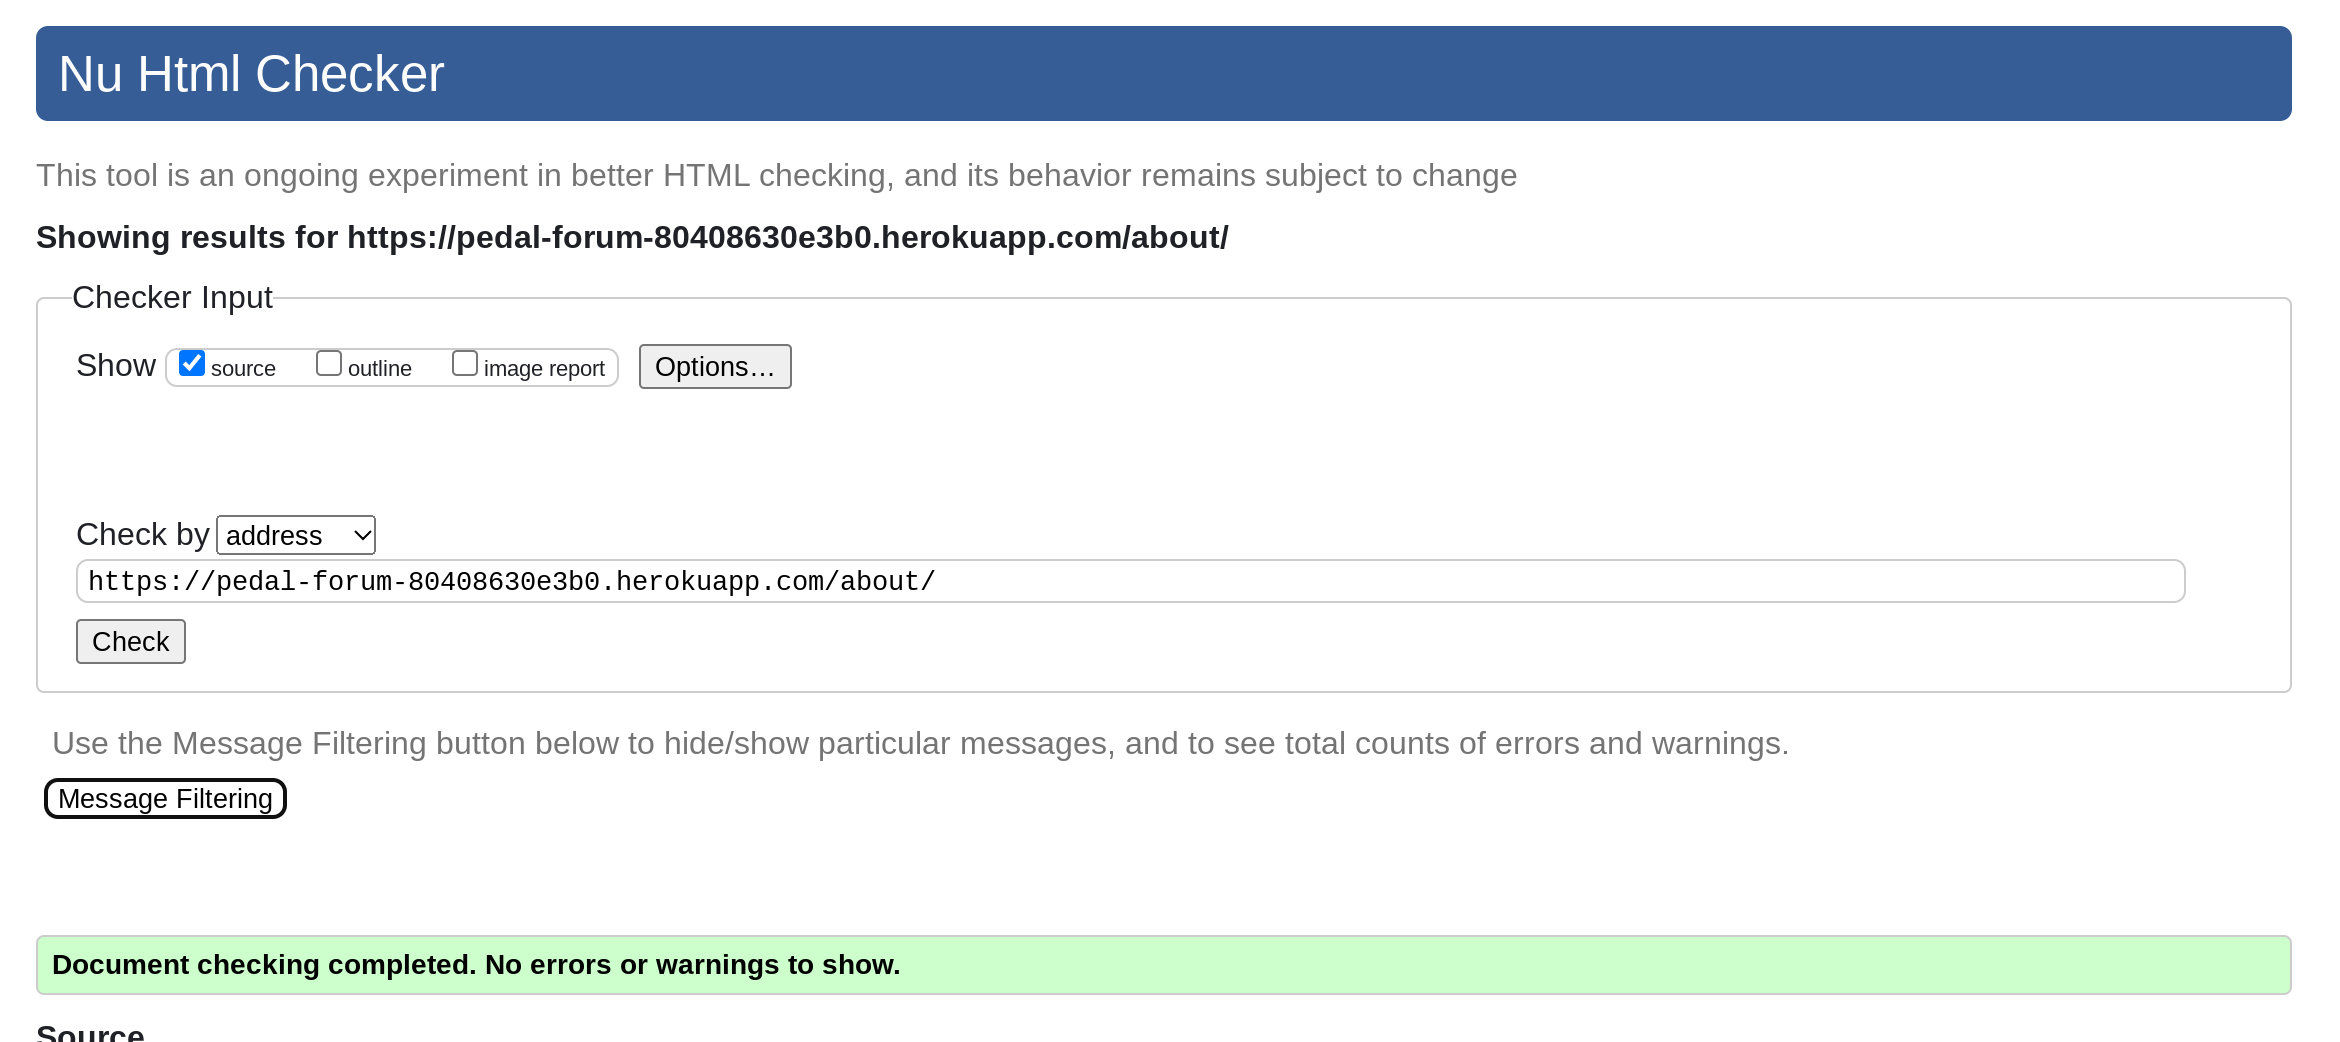 Nu Html Checker
This tool is an ongoing experiment in better HTML checking, and its behavior remains subject to change
Showing results for https://pedal-forum-80408630e3b0.herokuapp.com/about/
Checker Input
Show source outline image report Options…
Check by address
https://pedal-forum-80408630e3b0.herokuapp.com/about/
Check
Use the Message Filtering button below to hide/show particular messages, and to see total counts of errors and warnings.
Message Filtering
Document checking completed. No errors or warnings to show.
Source